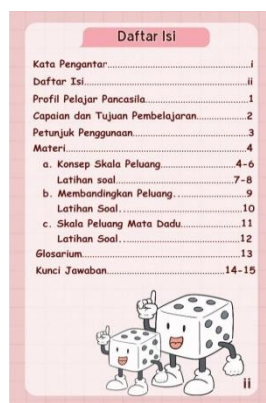 Daftar Isi
Kata Pengantar.....i
Daftar Isi.....ii
Profil Pelajar Pancasila.....1
Capaian dan Tujuan Pembelajaran.....2
Petunjuk Penggunaan.....3
Materi.....4
a. Konsep Skala Peluang.....4-6
Latihan soal.....7-8
b. Membandingkan Peluang.....9
Latihan Soal.....10
c. Skala Peluang Mata Dadu.....11
Latihan Soal.....12
Glosarium.....13
Kunci Jawaban.....14-15
ii